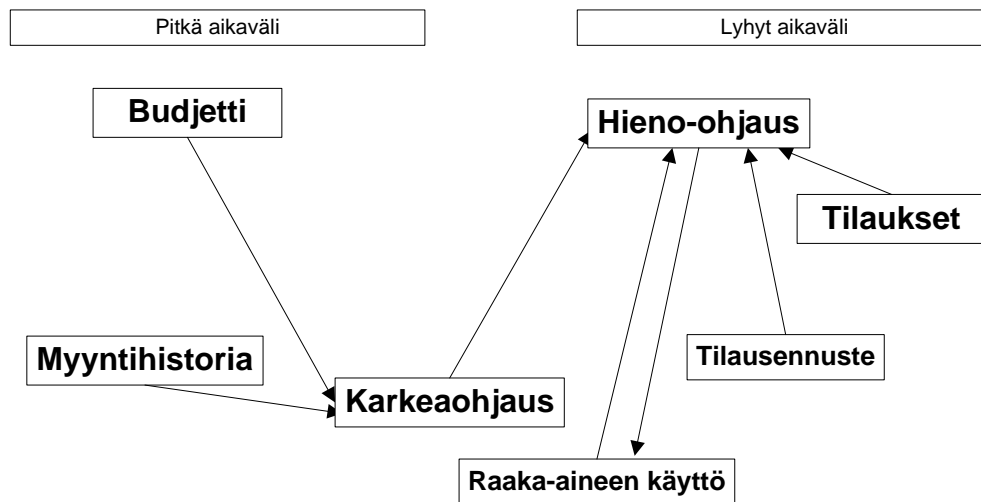 Pitkä aikaväli
Lyhyt aikaväli
Budjetti
Hieno-ohjaus
Tilaukset
Myyntihistoria
Tilausennuste
Karkeaohjaus
Raaka-aineen käyttö